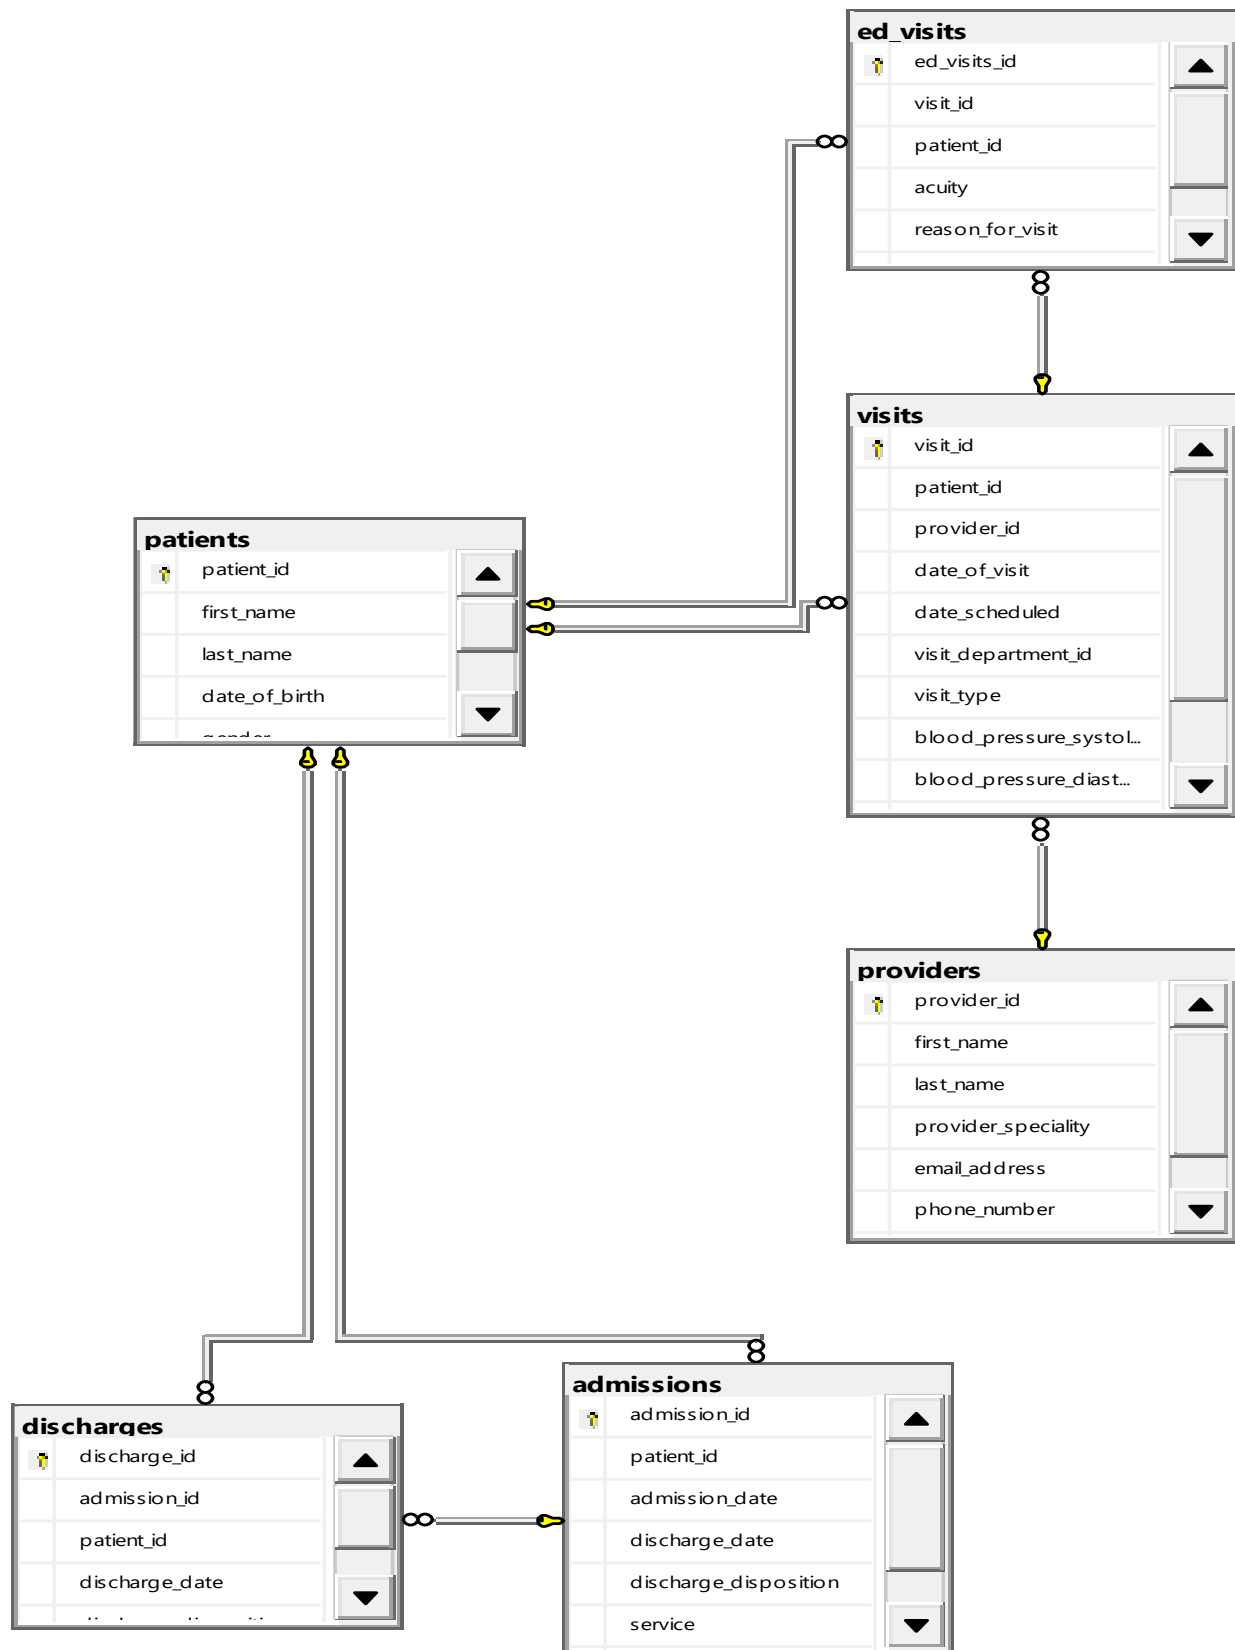 ed_visits
ed_visits_id
visit_id
patient_id
acuity
reason_for_visit
visits
visit_id
patient_id
provider_id
date_of_visit
date_scheduled
visit_department_id
visit_type
blood_pressure_systol...
blood_pressure_diast...
patients
patient_id
first_name
last_name
date_of_birth
providers
provider_id
first_name
last_name
provider_speciality
email_address
phone_number
admissions
admission_id
patient_id
admission_date
discharge_date
discharge_disposition
service
discharges
discharge_id
admission_id
patient_id
discharge_date